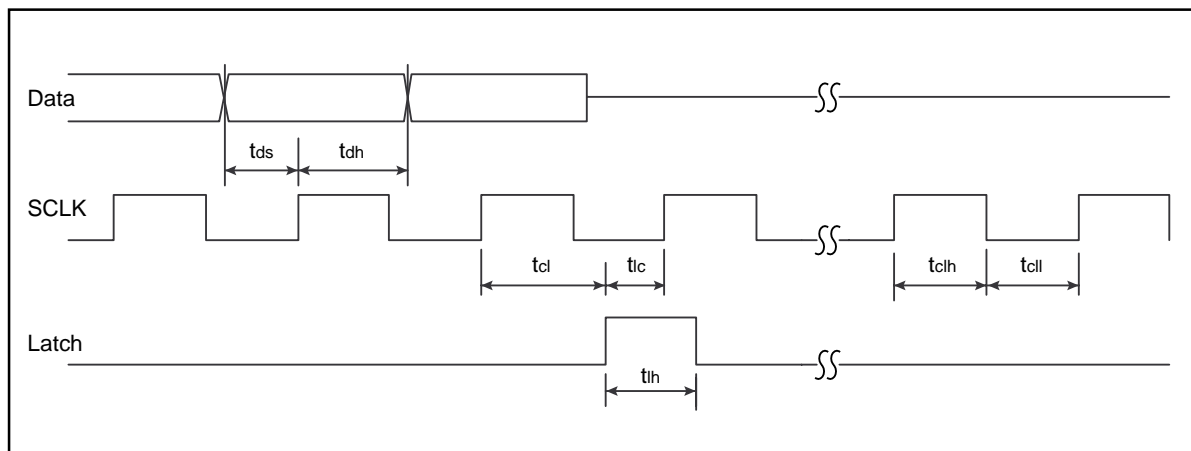 Data
tds tdh
SCLK
tcl tlc tclh tcll
Latch
tlh